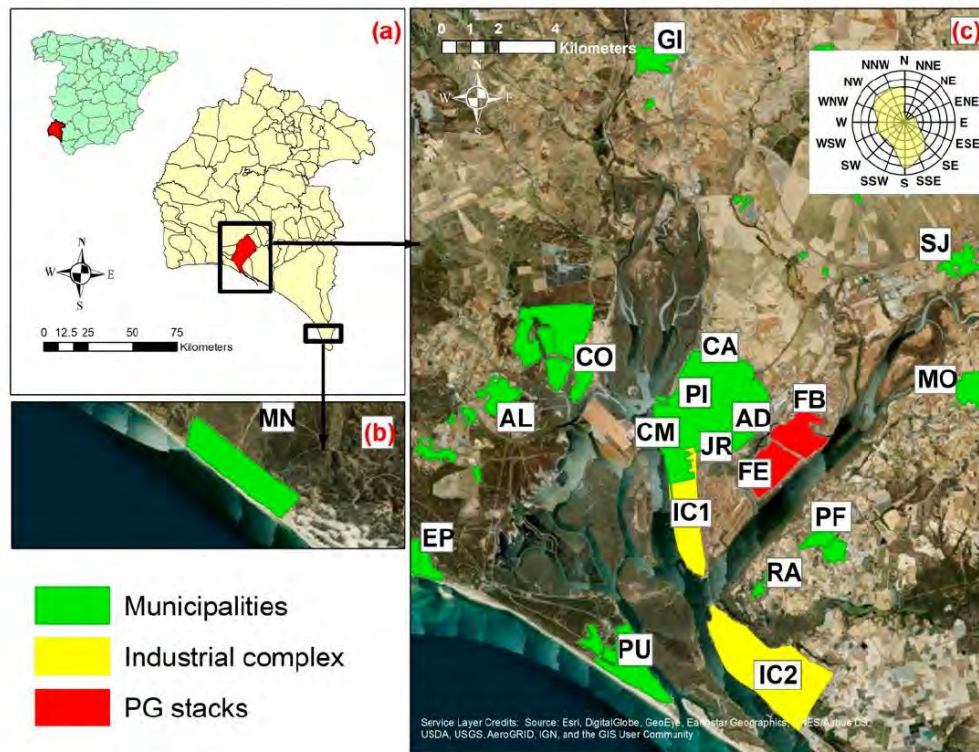 (a)
N
W E
S
0 12.5 25 50 75
Kilometers
MN
(b)
Municipalities
Industrial complex
PG stacks
(c)
0 1 2 4
Kilometers
N
W E
S
GI
N
NNW NNE
NW NE
WNW ENE
W E
WSW ESE
SW SE
SSW SSE
S
SJ
CO
CA
MO
PI
AL
AD
FB
CM
JR
FE
IC1
PF
EP
RA
PU
IC2
Service Layer Credits: Source: Esri, DigitalGlobe, GeoEye, Earthstar Geographics,
USDA, USGS, AeroGRID, IGN, and the GIS User Community